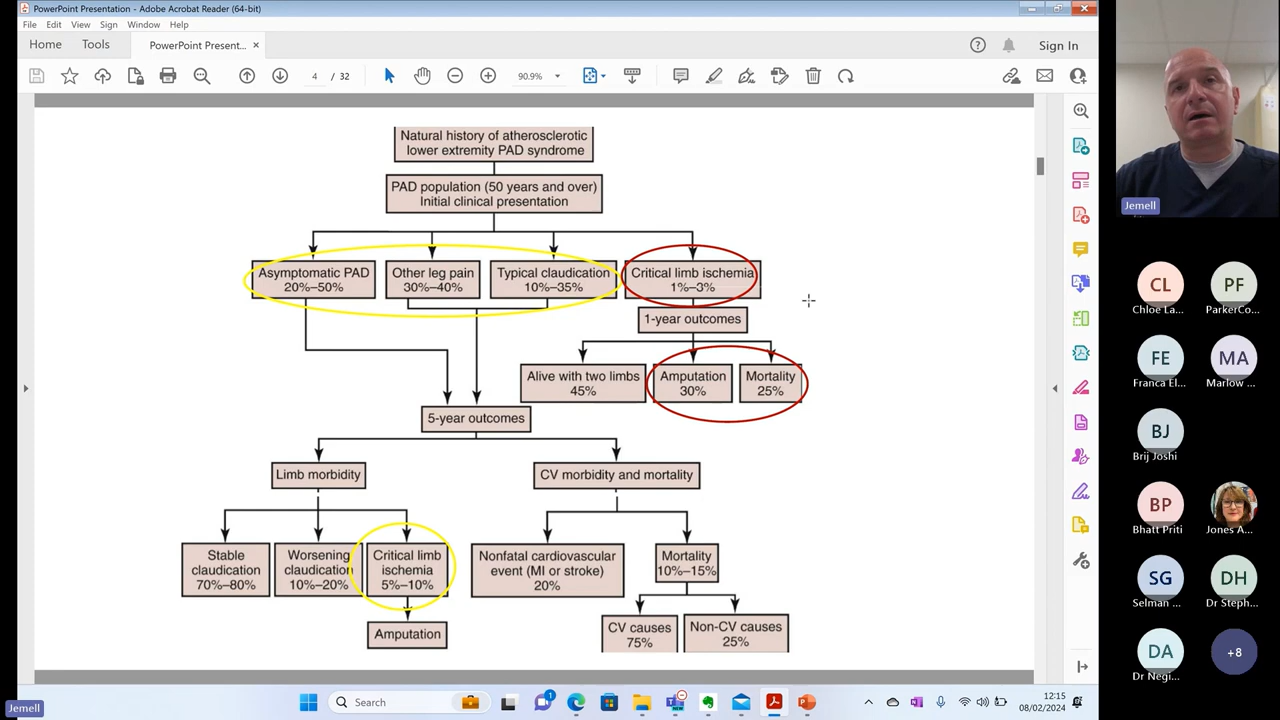 PowerPoint Presentation - Adobe Acrobat Reader (64-bit)
File Edit View Sign Window Help
Home Tools PowerPoint Present... × Sign In
4 / 32 90.9%
Natural history of atherosclerotic
lower extremity PAD syndrome
PAD population (50 years and over)
Initial clinical presentation
Asymptomatic PAD
20%–50%
Other leg pain
30%–40%
Typical claudication
10%–35%
Critical limb ischemia
1%–3%
1-year outcomes
Alive with two limbs
45%
Amputation
30%
Mortality
25%
5-year outcomes
Limb morbidity
CV morbidity and mortality
Stable
claudication
70%–80%
Worsening
claudication
10%–20%
Critical limb
ischemia
5%–10%
Amputation
Nonfatal cardiovascular
event (MI or stroke)
20%
Mortality
10%–15%
CV causes
75%
Non-CV causes
25%
Jemell
CL
Chloe La...
PF
ParkerCo...
FE
Franca El...
MA
Marlow ...
BJ
Brij Joshi
BP
Bhatt Priti
Jones A...
SG
Selman ...
DH
Dr Steph...
DA
Dr Negi...
+8
Jemell
Search
1
12:15
08/02/2024